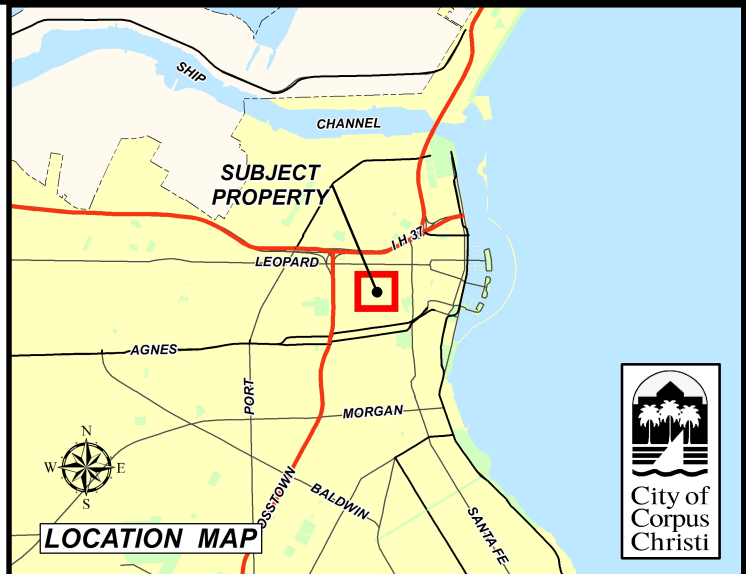 SHIP
CHANNEL
SUBJECT
PROPERTY
I H 37
LEOPARD
AGNES
PORT
MORGAN
N
W E
S
OSSTOWN
BALDWIN
SANTA FE
LOCATION MAP
City of
Corpus
Christi